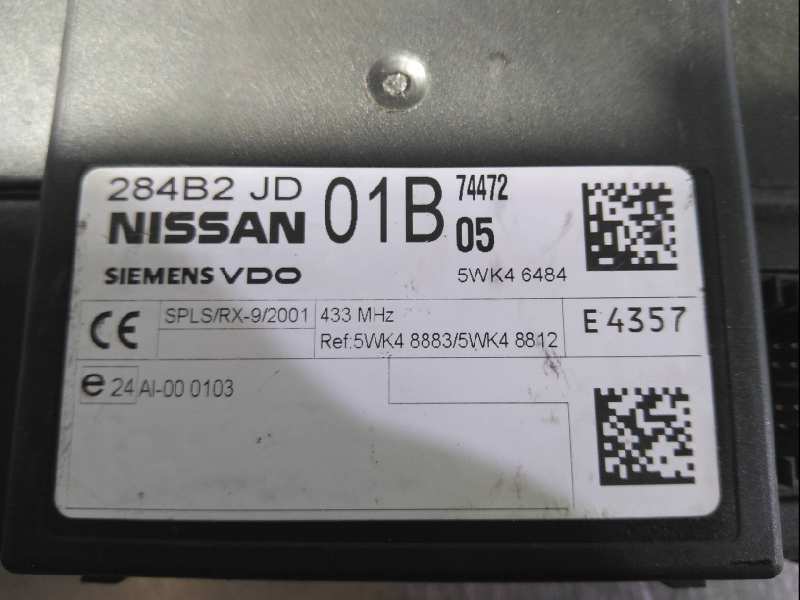 284B2 JD 01B 74472
NISSAN 05
SIEMENS VDO 5WK4 6484
CE SPLS/RX-9/2001 433 MHz E4357
Ref:5WK4 8883/5WK4 8812
e 24 AI-00 0103